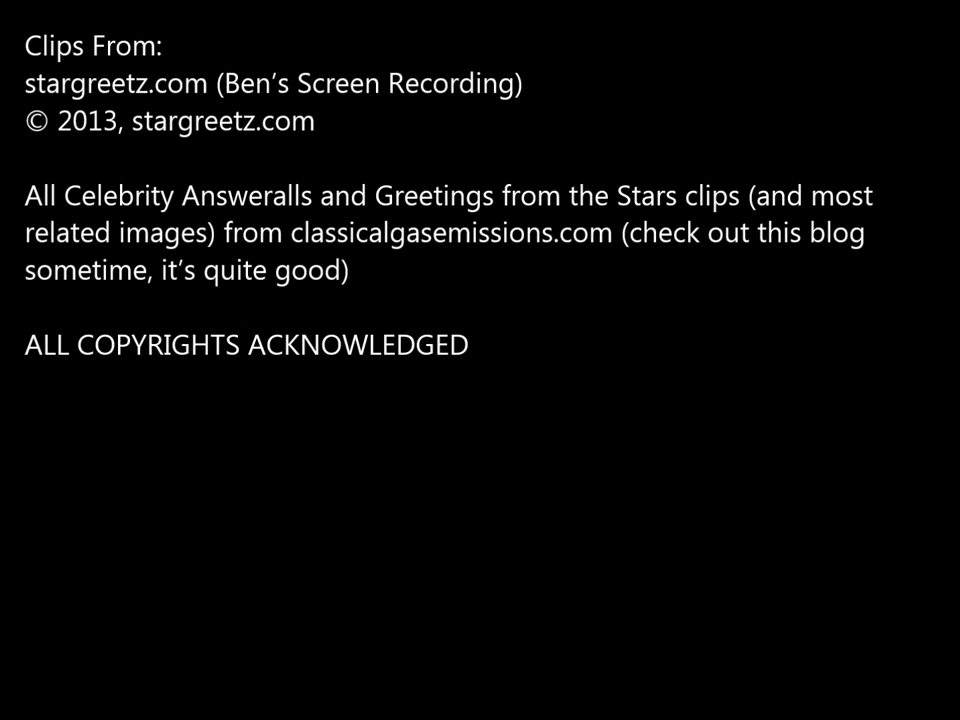 Clips From:
stargreetz.com (Ben’s Screen Recording)
© 2013, stargreetz.com
All Celebrity Answeralls and Greetings from the Stars clips (and most
related images) from classicalgasemissions.com (check out this blog
sometime, it’s quite good)
ALL COPYRIGHTS ACKNOWLEDGED